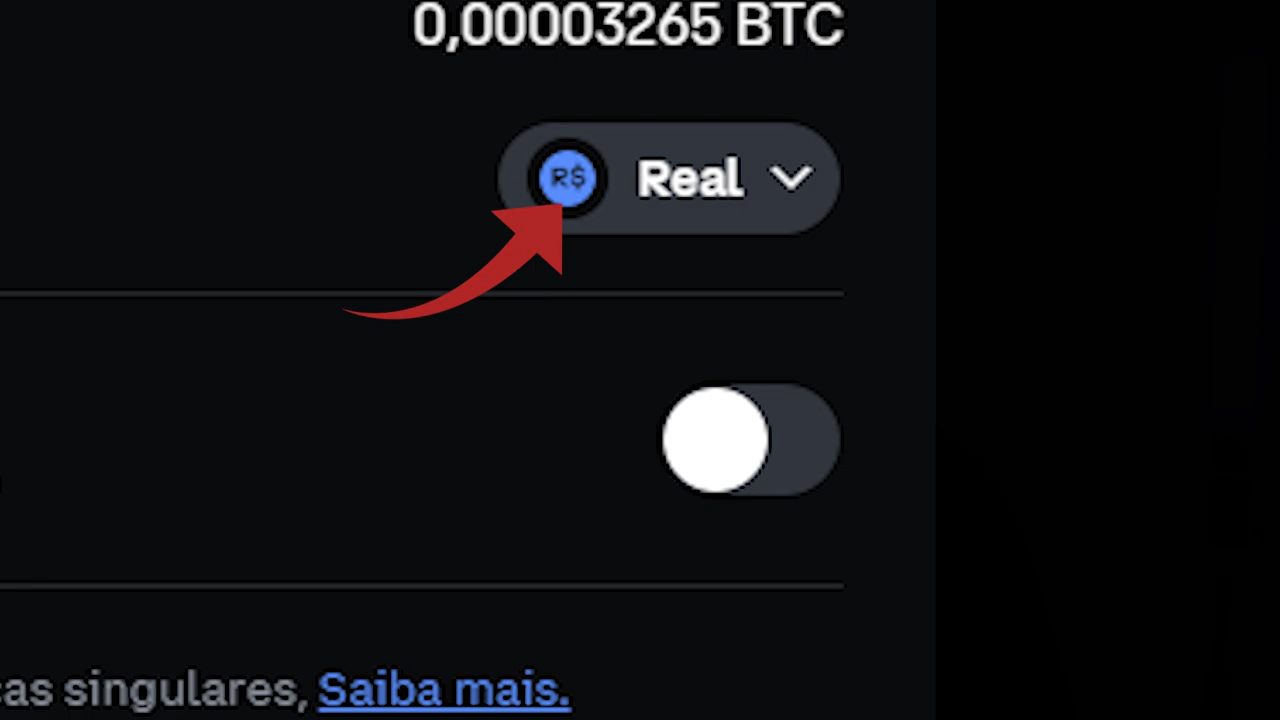 0,00003265 BTC
R$ Real
as singulares, Saiba mais.